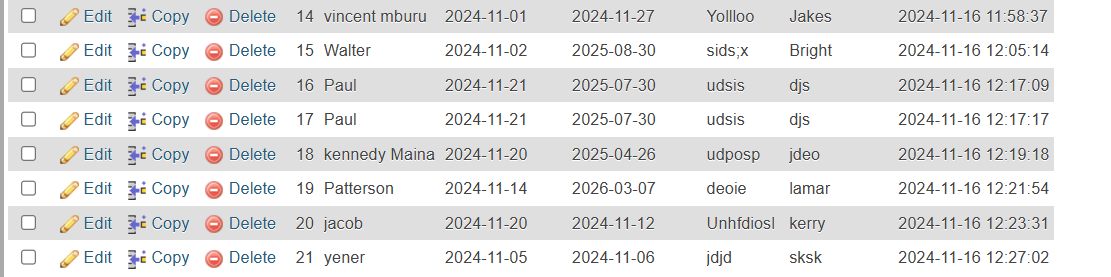 Edit Copy Delete 14 vincent mburu 2024-11-01 2024-11-27 Yollloo Jakes 2024-11-16 11:58:37
Edit Copy Delete 15 Walter 2024-11-02 2025-08-30 sids;x Bright 2024-11-16 12:05:14
Edit Copy Delete 16 Paul 2024-11-21 2025-07-30 udsis djs 2024-11-16 12:17:09
Edit Copy Delete 17 Paul 2024-11-21 2025-07-30 udsis djs 2024-11-16 12:17:17
Edit Copy Delete 18 kennedy Maina 2024-11-20 2025-04-26 udposp jdeo 2024-11-16 12:19:18
Edit Copy Delete 19 Patterson 2024-11-14 2026-03-07 deoie lamar 2024-11-16 12:21:54
Edit Copy Delete 20 jacob 2024-11-20 2024-11-12 Unhfdiosl kerry 2024-11-16 12:23:31
Edit Copy Delete 21 yener 2024-11-05 2024-11-06 jdjd sksk 2024-11-16 12:27:02